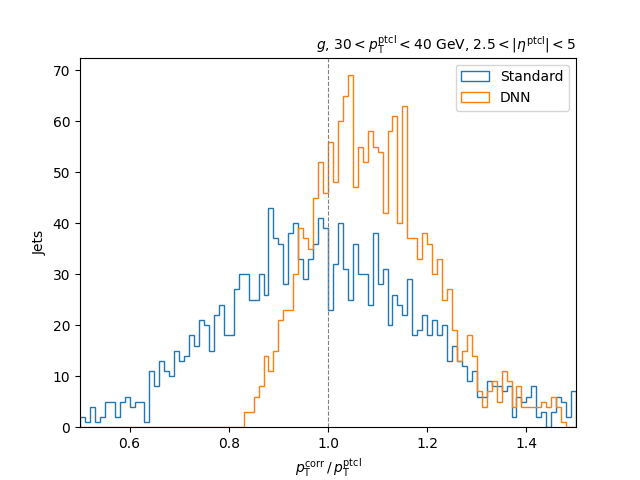 g, 30 < p_T^ptcl < 40 GeV, 2.5 < |η^ptcl| < 5
Standard
DNN
Jets
70
60
50
40
30
20
10
0
0.6 0.8 1.0 1.2 1.4
p_T^corr / p_T^ptcl